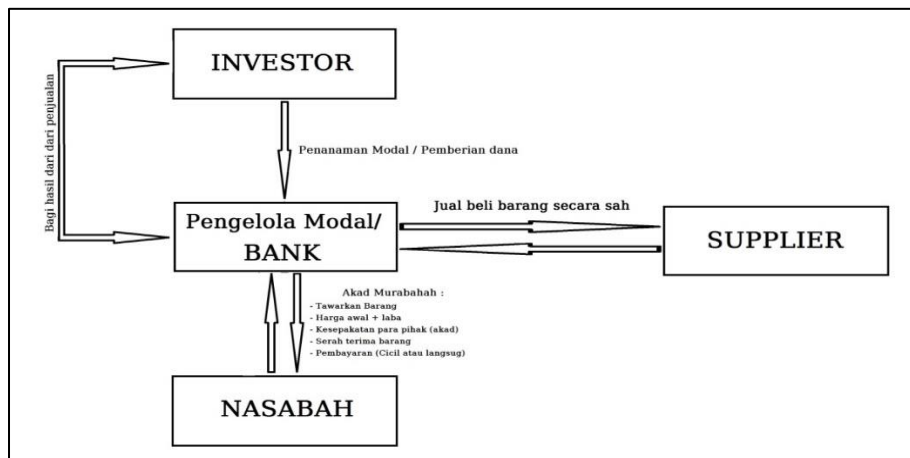 INVESTOR
Bagi hasil dari dari penjualan
Penanaman Modal / Pemberian dana
Pengelola Modal/
BANK
Jual beli barang secara sah
SUPPLIER
Akad Murabahah :
- Tawarkan Barang
- Harga awal + laba
- Kesepakatan para pihak (akad)
- Serah terima barang
- Pembayaran (Cicil atau langsug)
NASABAH